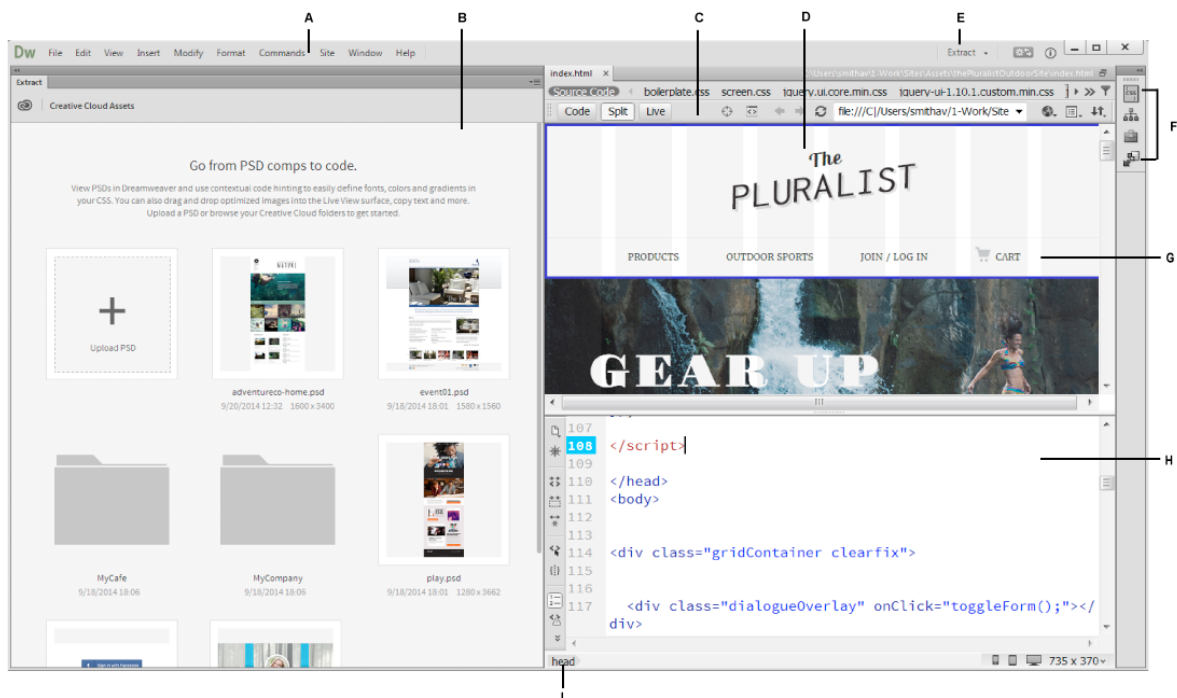 A B C D E
Dw File Edit View Insert Modify Format Commands Site Window Help Extract
Extract
Creative Cloud Assets
Go from PSD comps to code.
View PSDs in Dreamweaver and use contextual code hinting to easily define fonts, colors and gradients in
your CSS. You can also drag and drop optimized images into the Live View surface, copy text and more.
Upload a PSD or browse your Creative Cloud folders to get started.
Upload PSD
adventureco-home.psd
9/20/2014 12:32 1600 x 3400
event01.psd
9/18/2014 18:01 1580 x 1560
MyCafe
9/18/2014 18:06
MyCompany
9/18/2014 18:06
play.psd
9/18/2014 18:01 1280 x 3662
index.html
C:\Users\smithav\1-Work\Sites\Assets\thePluralistOutdoorSite\index.html
Source Code boilerplate.css screen.css jquery.ui.core.min.css jquery-ui-1.10.1.custom.min.css
Code Split Live file:///C|/Users/smithav/1-Work/Site
The
PLURALIST
PRODUCTS OUTDOOR SPORTS JOIN / LOG IN CART
GEAR UP
107
108 </script>
109
110 </head>
111 <body>
112
113
114 <div class="gridContainer clearfix">
115
116
117 <div class="dialogueOverlay" onClick="toggleForm();"></
div>
head 735 x 370
F
G
H
I